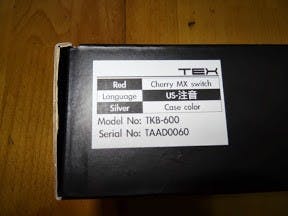 TEX
Red Cherry MX switch
Language US-注音
Silver Case color
Model No: TKB-600
Serial No: TAAD0060